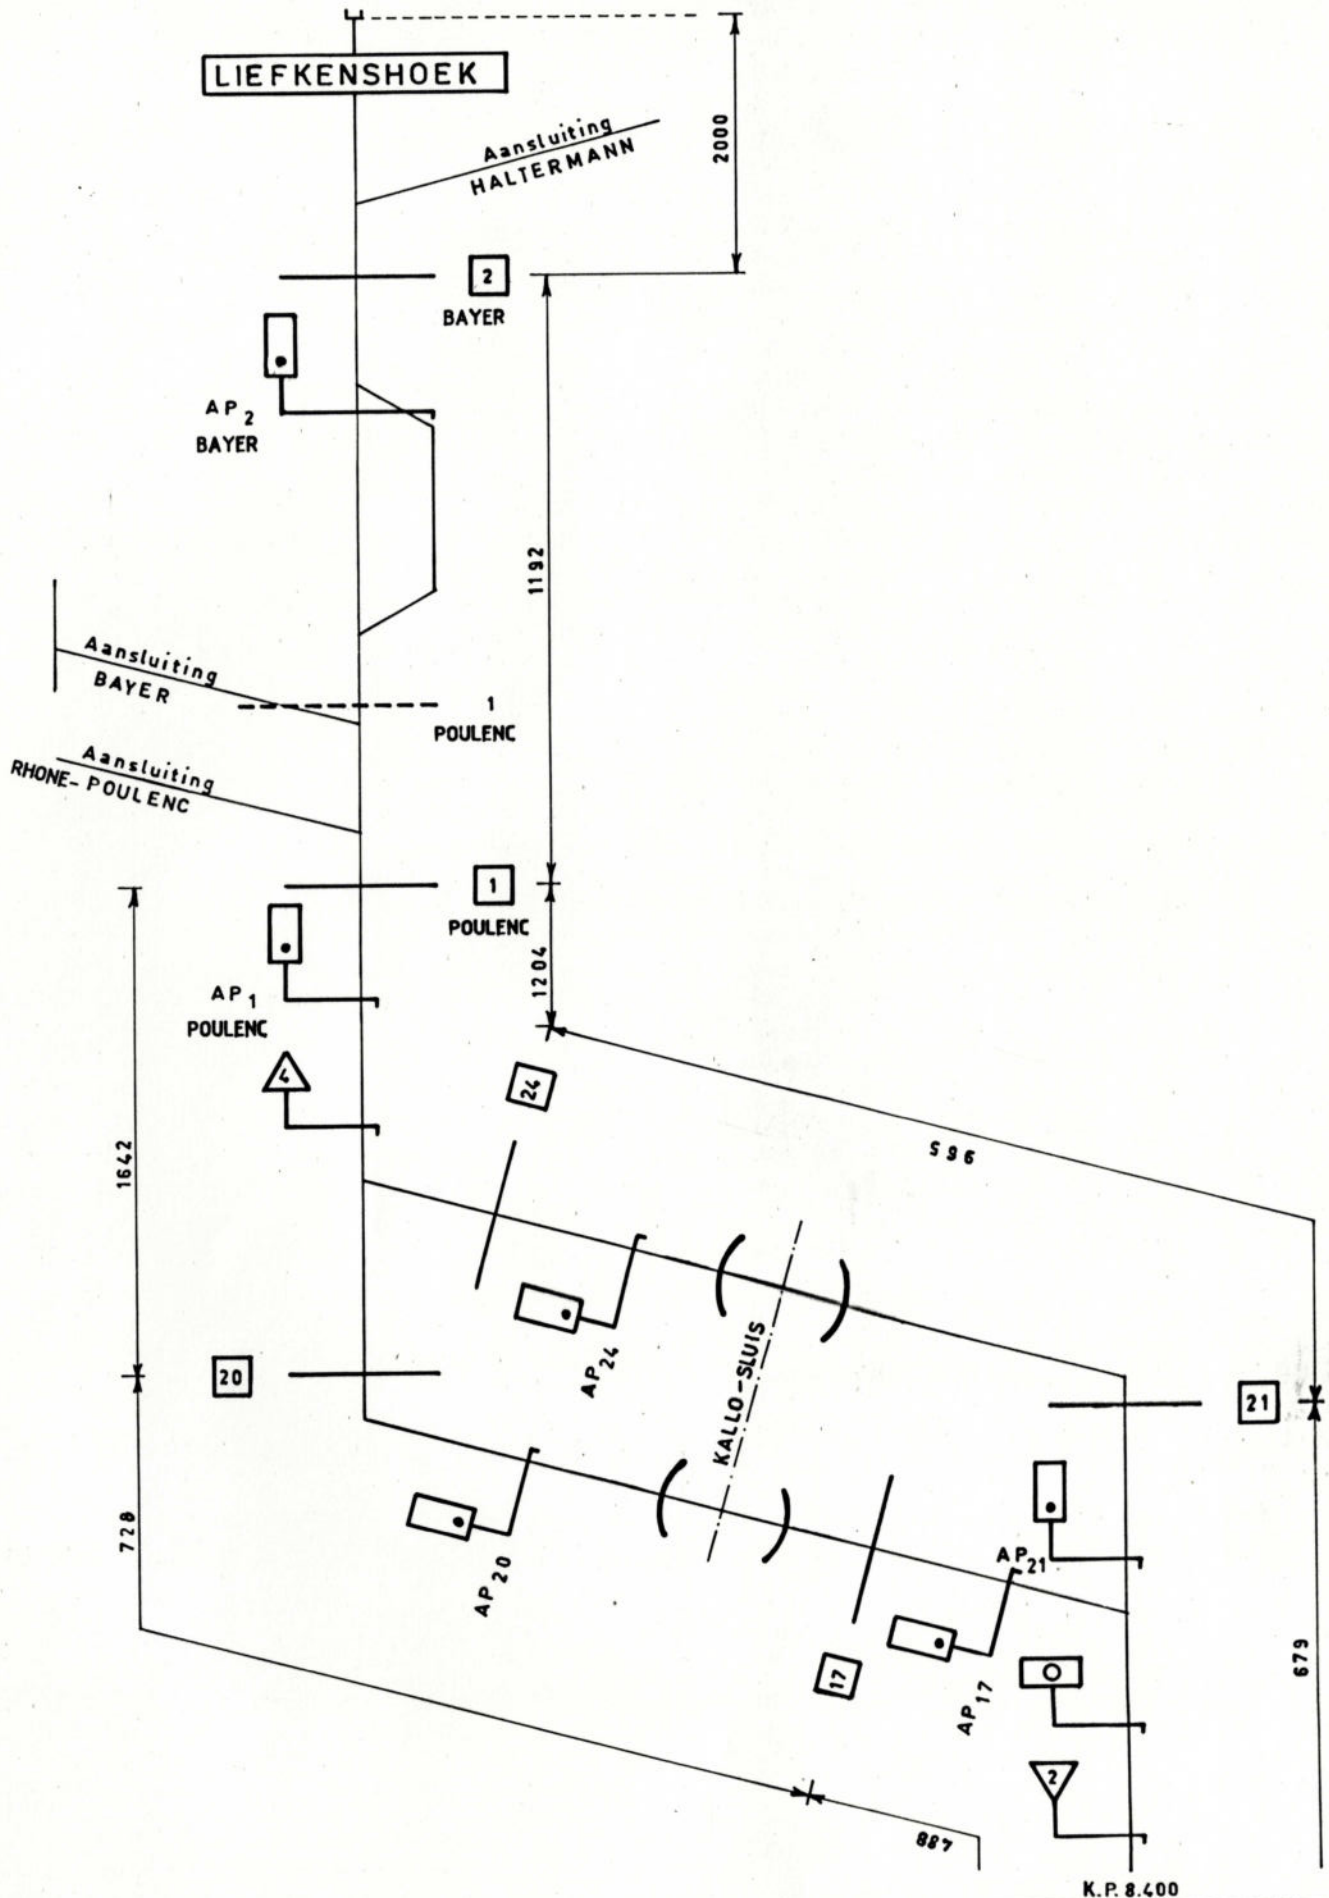 LIEFKENSHOEK
2000
Aansluiting
HALTERMANN
2
BAYER
AP2
BAYER
1192
Aansluiting
BAYER
1
POULENC
Aansluiting
RHONE-POULENC
1
POULENC
1204
AP1
POULENC
4
24
1642
965
AP24
KALLO-SLUIS
20
21
728
AP20
AP21
17
AP17
679
2
887
K.P. 8.400